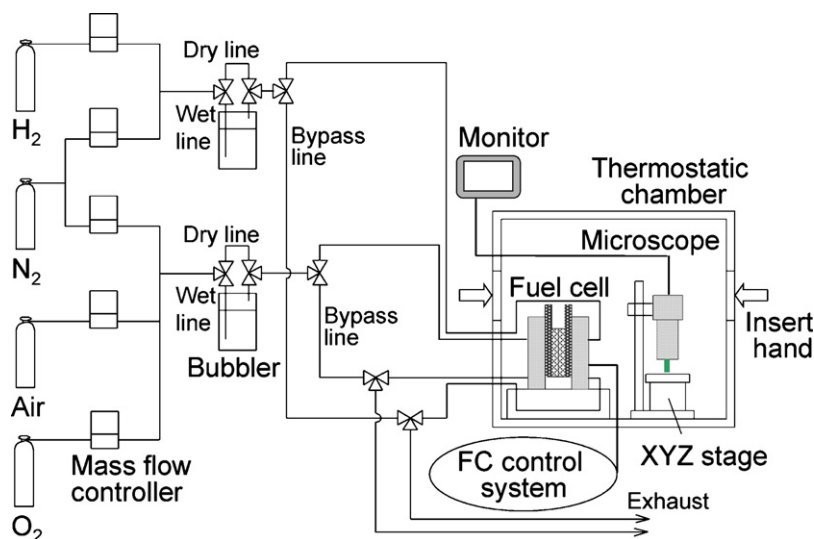 H2
N2
Air
O2
Mass flow
controller
Dry line
Wet
line
Dry line
Wet
line
Bubbler
Bypass
line
Bypass
line
Monitor
Thermostatic
chamber
Microscope
Fuel cell
Insert
hand
XYZ stage
FC control
system
Exhaust